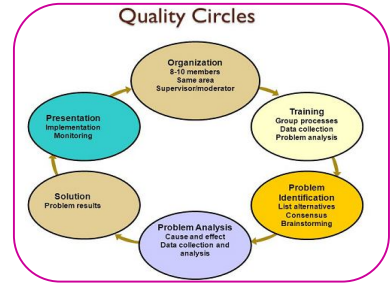 Quality Circles
Organization
8-10 members
Same area
Supervisor/moderator
Training
Group processes
Data collection
Problem analysis
Problem
Identification
List alternatives
Consensus
Brainstorming
Problem Analysis
Cause and effect
Data collection and
analysis
Solution
Problem results
Presentation
Implementation
Monitoring